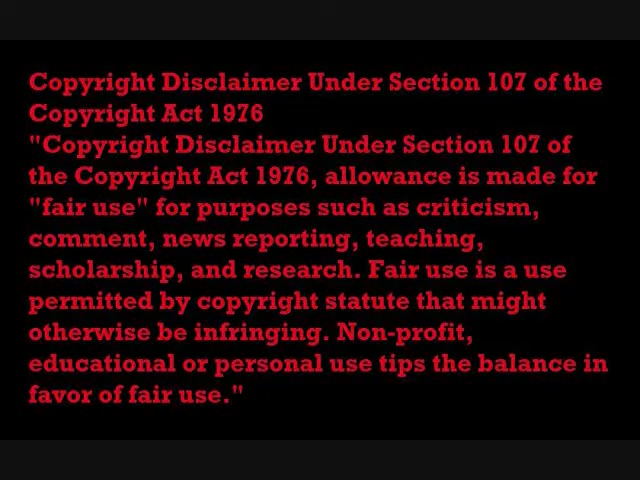 Copyright Disclaimer Under Section 107 of the
Copyright Act 1976
"Copyright Disclaimer Under Section 107 of
the Copyright Act 1976, allowance is made for
"fair use" for purposes such as criticism,
comment, news reporting, teaching,
scholarship, and research. Fair use is a use
permitted by copyright statute that might
otherwise be infringing. Non-profit,
educational or personal use tips the balance in
favor of fair use."